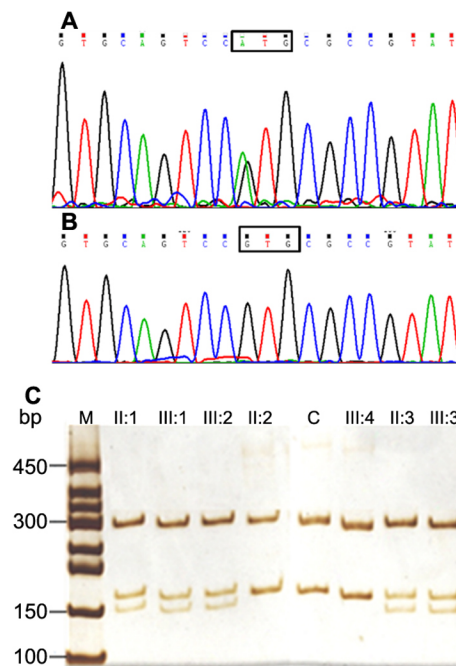 A
G T G C A G T C C A T G C G C C G T A T
B
G T G C A G T C C G T G C G C C G T A T
C
bp M II:1 III:1 III:2 II:2 C III:4 II:3 III:3
450
300
150
100